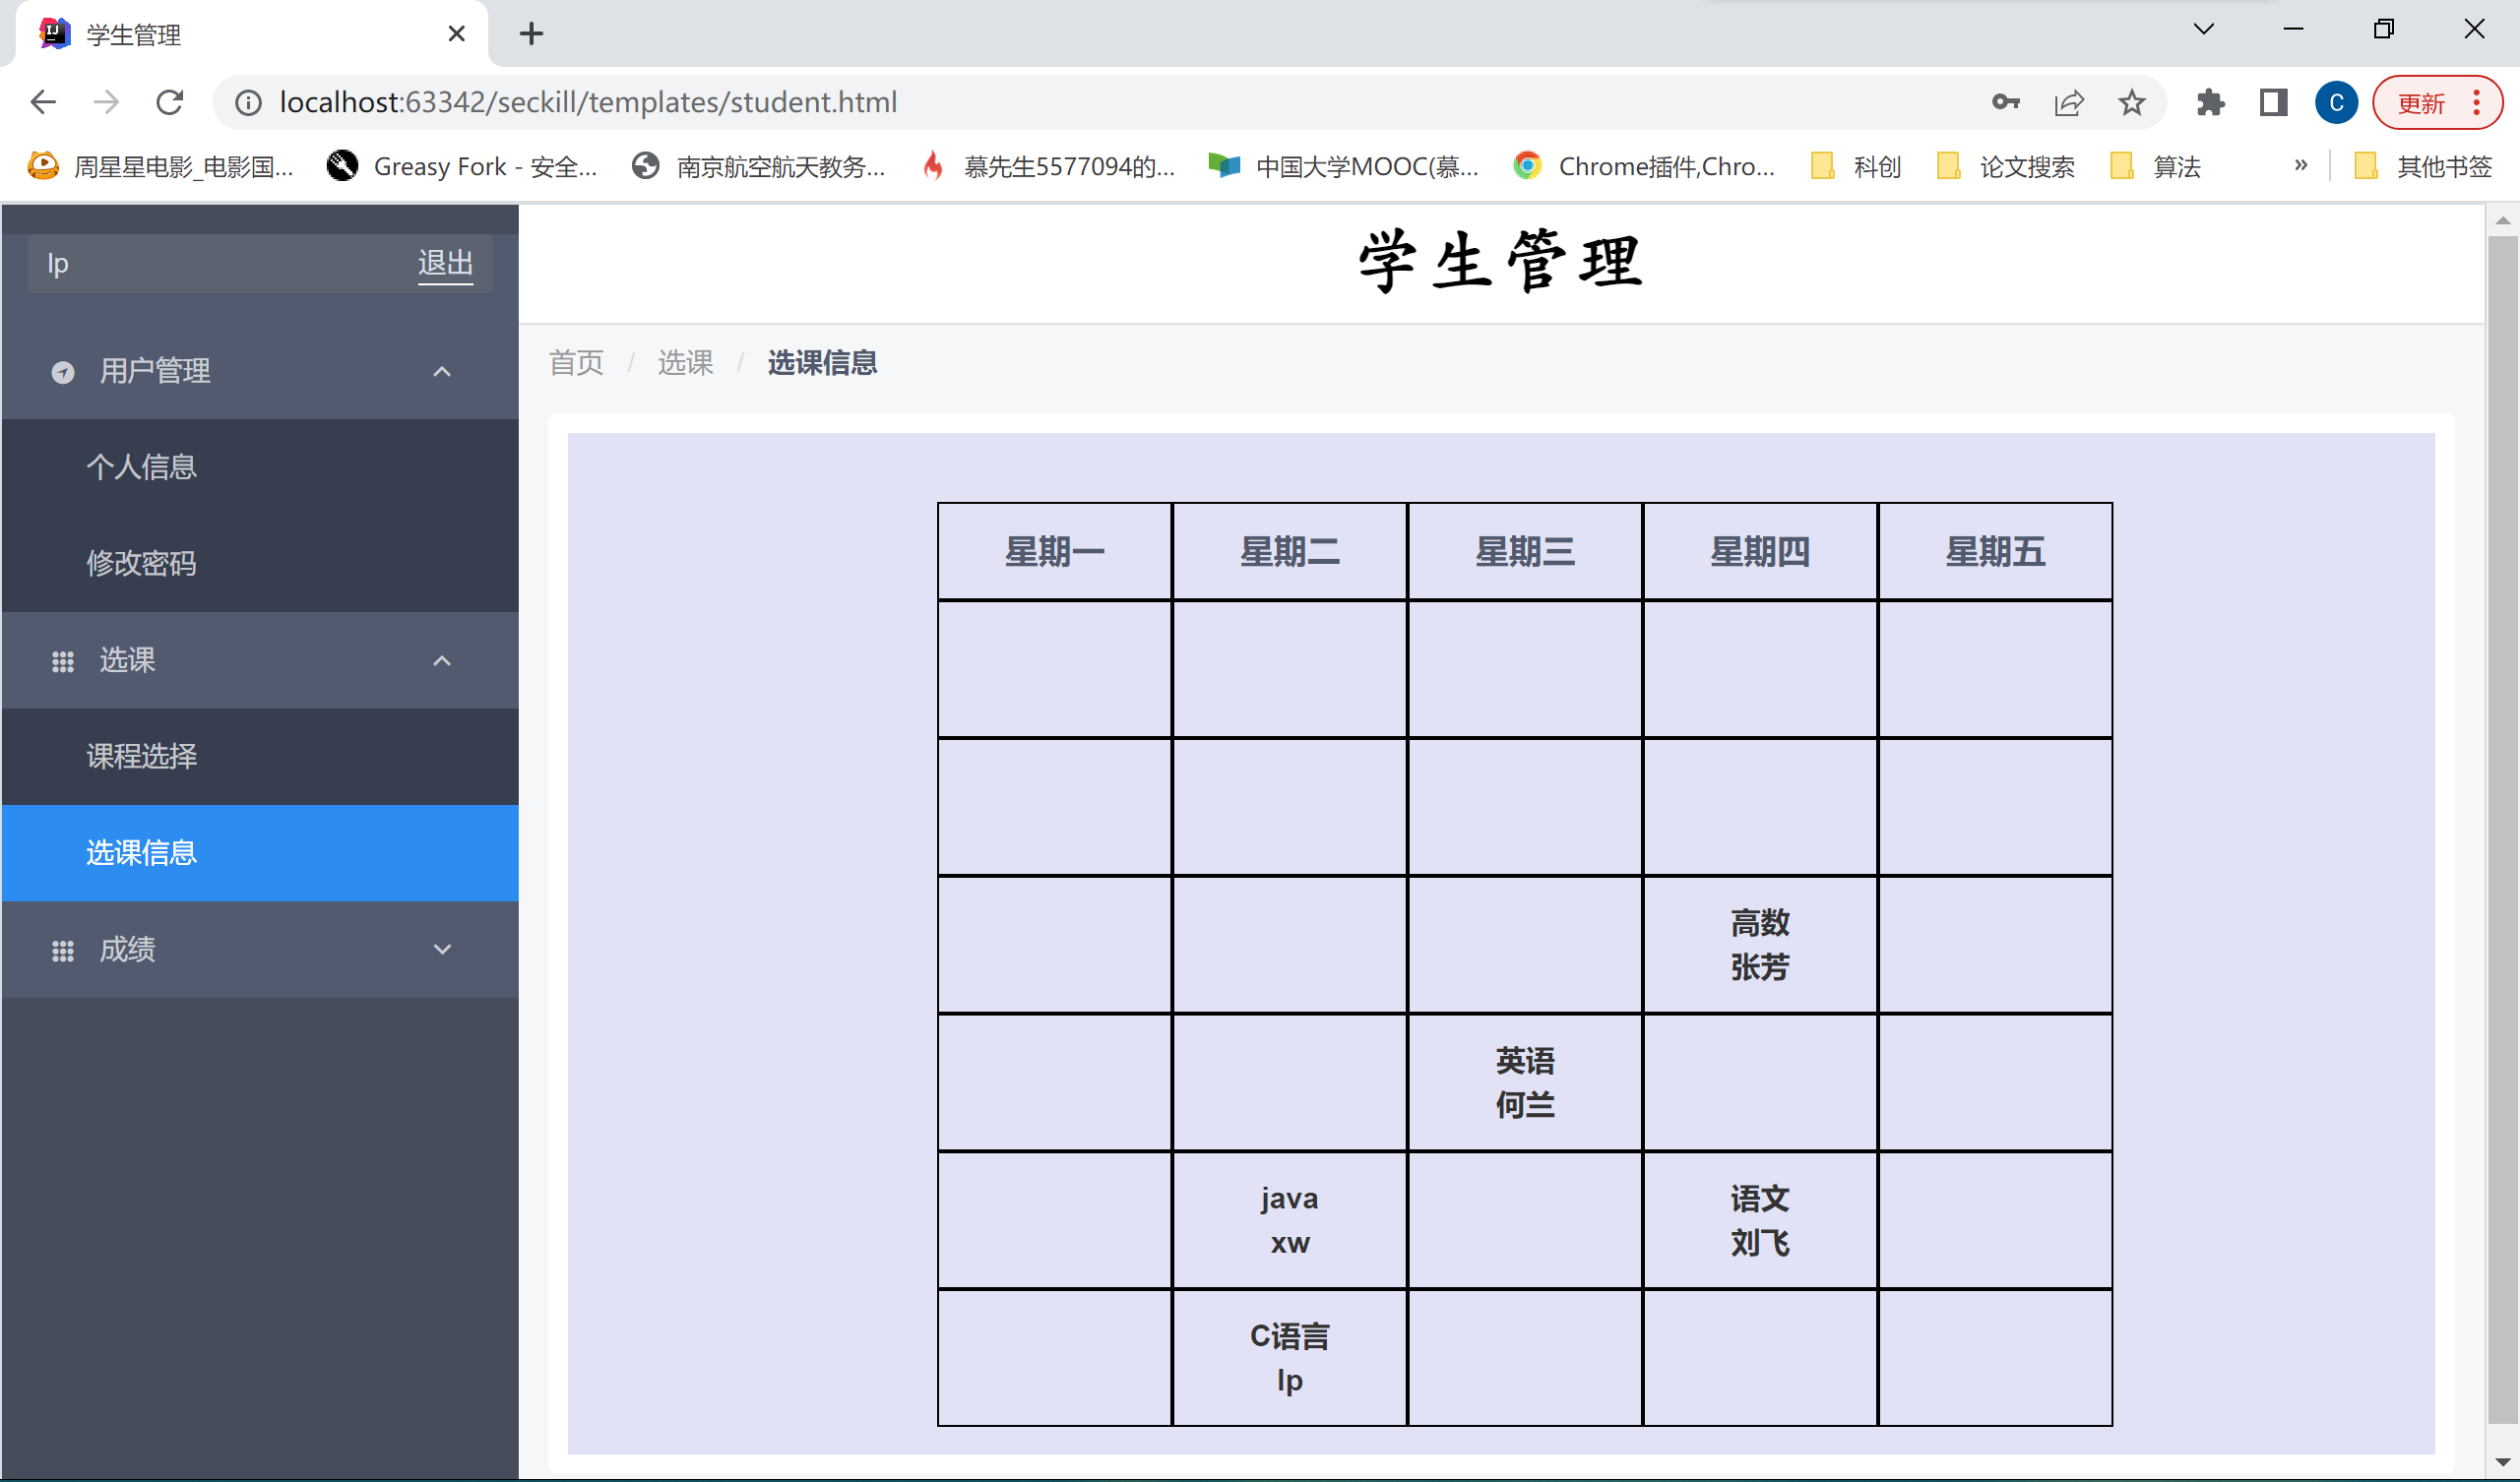 学生管理
localhost:63342/seckill/templates/student.html
更新
C
周星星电影_电影国...
Greasy Fork - 安全...
南京航空航天教务...
慕先生5577094的...
中国大学MOOC(慕...
Chrome插件,Chro...
科创
论文搜索
算法
»
其他书签
lp
退出
学生管理
用户管理
个人信息
修改密码
选课
课程选择
选课信息
成绩
首页 / 选课 / 选课信息
星期一 星期二 星期三 星期四 星期五
高数
张芳
英语
何兰
java
xw
语文
刘飞
C语言
lp